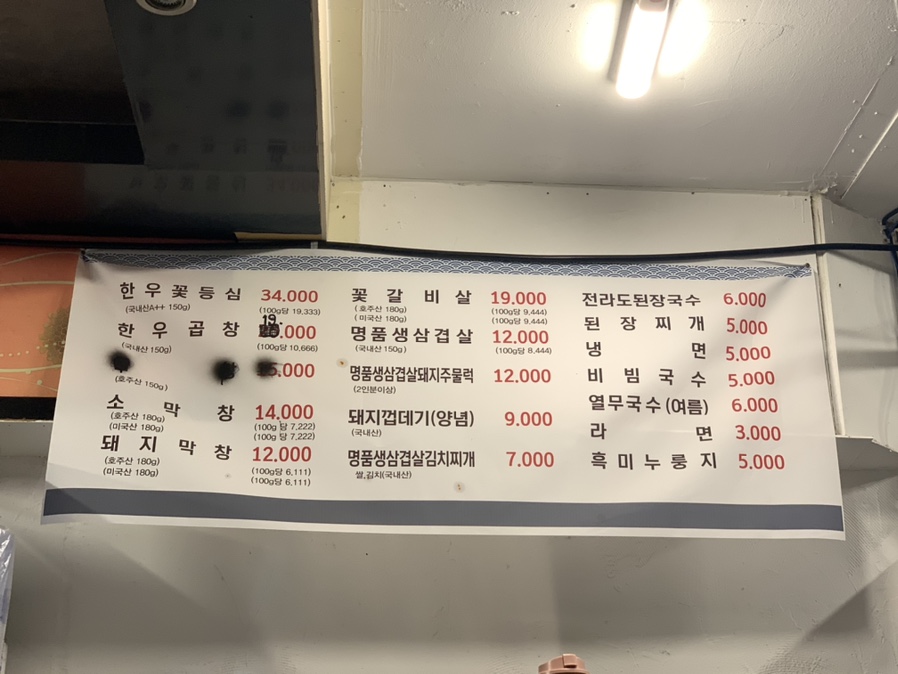 한우꽃등심 34.000
(국내산A++ 150g) (100g당 19,333)
한우곱창 19.000
(국내산 150g) (100g당 10,666)
5.000
(호주산 150g)
소막창 14.000
(호주산 180g) (100g 당 7,222)
(미국산 180g) (100g 당 7,222)
돼지막창 12.000
(호주산 180g) (100g당 6,111)
(미국산 180g) (100g당 6,111)
꽃갈비살 19.000
(호주산 180g) (100g당 9,444)
(미국산 180g) (100g당 9,444)
명품생삼겹살 12.000
(국내산 150g) (100g당 8,444)
명품생삼겹살돼지주물럭 12.000
(2인분이상)
돼지껍데기(양념) 9.000
(국내산)
명품생삼겹살김치찌개 7.000
쌀,김치(국내산)
전라도된장국수 6.000
된장찌개 5.000
냉면 5.000
비빔국수 5.000
열무국수(여름) 6.000
라면 3.000
흑미누룽지 5.000